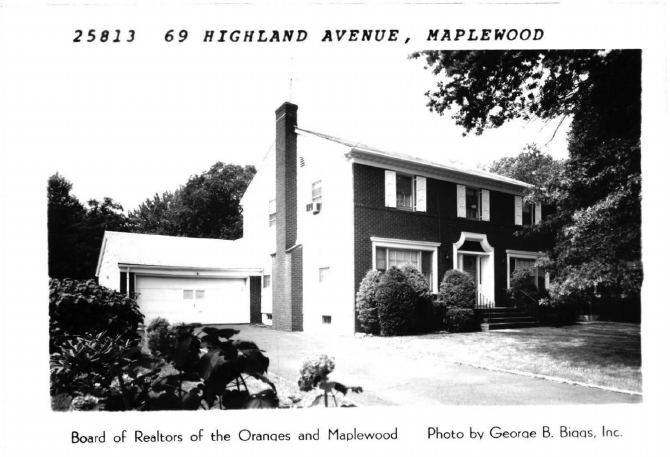 25813 69 HIGHLAND AVENUE, MAPLEWOOD
Board of Realtors of the Oranges and Maplewood Photo by George B. Biggs, Inc.